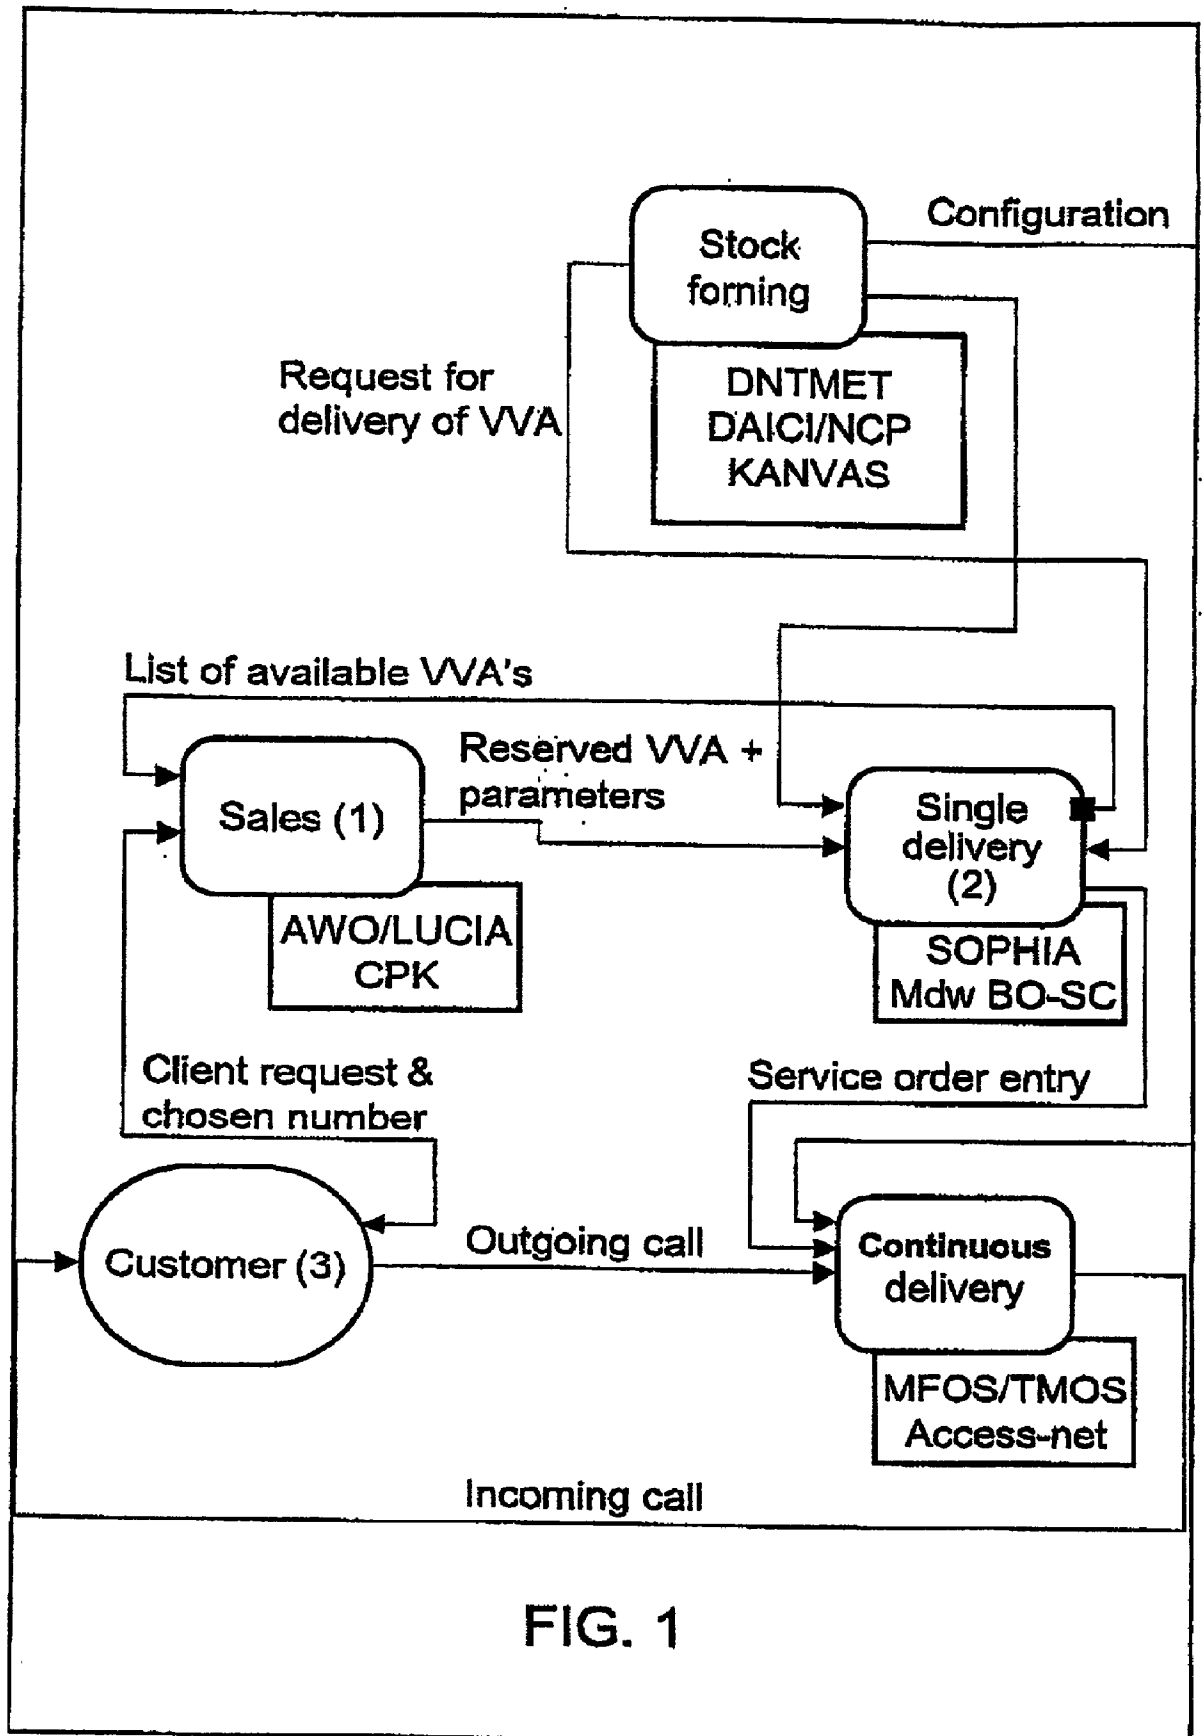 Configuration
Stock
forning
Request for
delivery of VVA
DNTMET
DAICI/NCP
KANVAS
List of available VVA's
Reserved VVA +
parameters
Sales (1)
Single
delivery
(2)
AWO/LUCIA
CPK
SOPHIA
Mdw BO-SC
Client request &
chosen number
Service order entry
Customer (3)
Outgoing call
Continuous
delivery
MFOS/TMOS
Access-net
Incoming call
FIG. 1